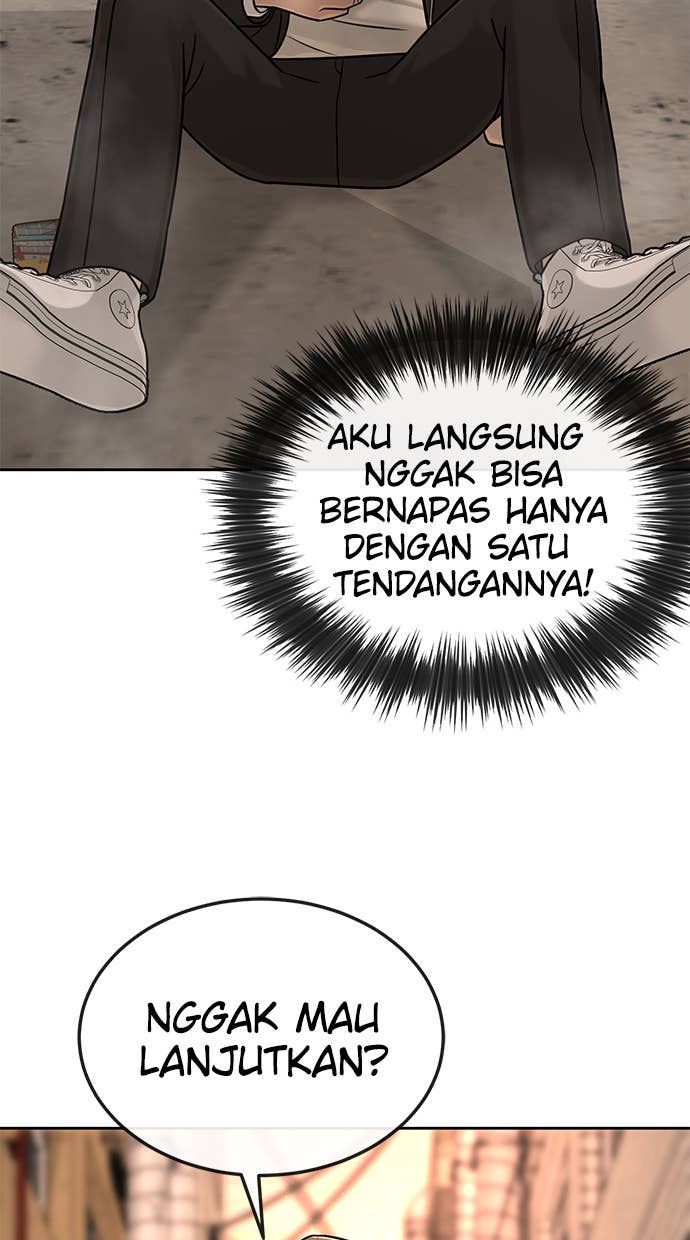 AKU LANGSUNG
NGGAK BISA
BERNAPAS HANYA
DENGAN SATU
TENDANGANNYA!
NGGAK MAU
LANJUTKAN?